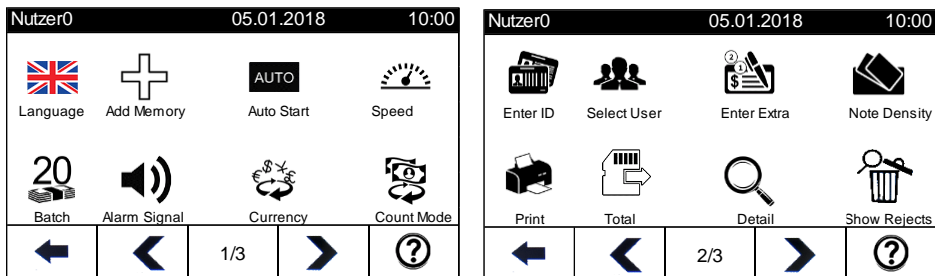 Nutzer0 05.01.2018 10:00
AUTO
Language Add Memory Auto Start Speed
20
Batch Alarm Signal Currency Count Mode
1/3 ?
Nutzer0 05.01.2018 10:00
2 1 $
Enter ID Select User Enter Extra Note Density
Print Total Detail Show Rejects
2/3 ?